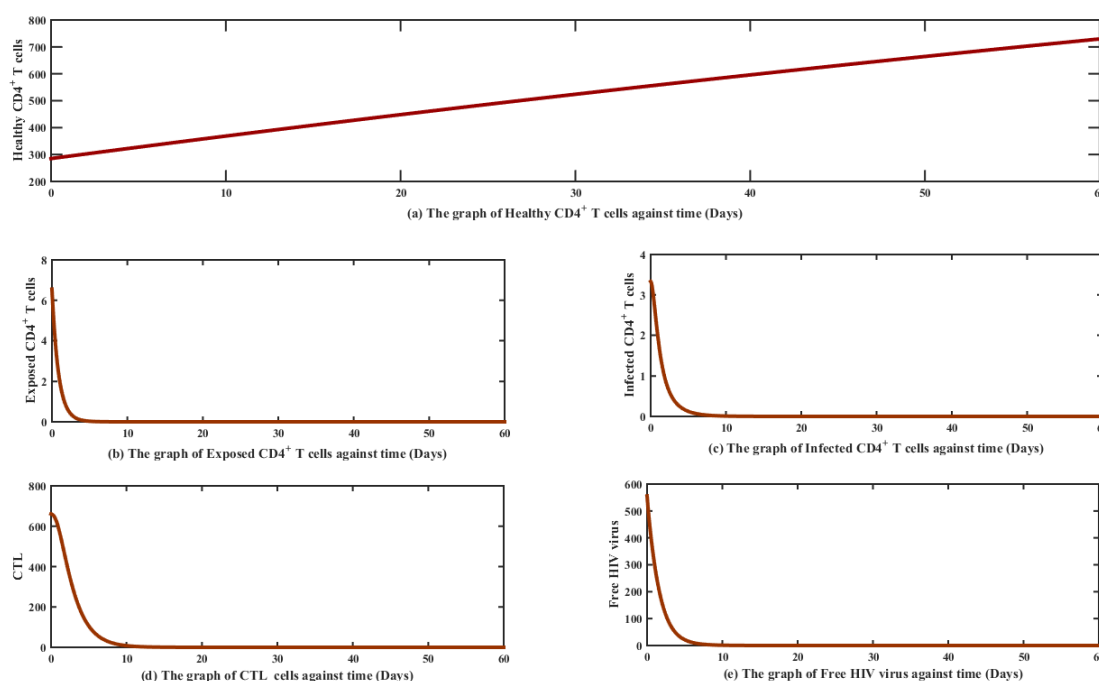 800
700
600
500
400
300
200
Healthy CD4⁺ T cells
0 10 20 30 40 50 6
(a) The graph of Healthy CD4⁺ T cells against time (Days)
8
6
4
2
0
Exposed CD4⁺ T cells
0 10 20 30 40 50 60
(b) The graph of Exposed CD4⁺ T cells against time (Days)
4
3
2
1
0
Infected CD4⁺ T cells
0 10 20 30 40 50 6
(c) The graph of Infected CD4⁺ T cells against time (Days)
800
600
400
200
0
CTL
0 10 20 30 40 50 60
(d) The graph of CTL cells against time (Days)
600
500
400
300
200
100
0
Free HIV virus
0 10 20 30 40 50 6
(e) The graph of Free HIV virus against time (Days)